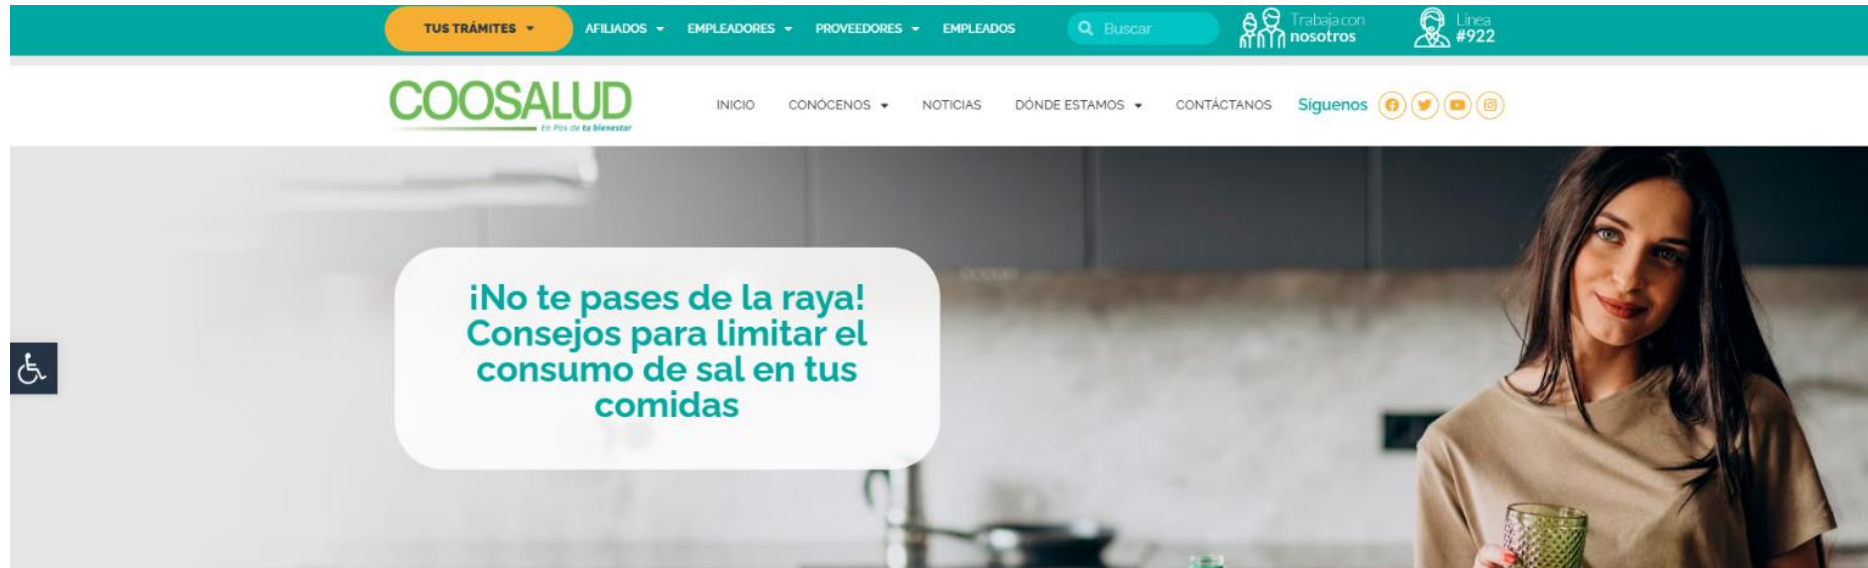 TUS TRÁMITES
AFILIADOS
EMPLEADORES
PROVEEDORES
EMPLEADOS
Buscar
Trabaja con
nosotros
Línea
#922
COOSALUD
En Pos de tu bienestar
INICIO
CONÓCENOS
NOTICIAS
DÓNDE ESTAMOS
CONTÁCTANOS
Síguenos
¡No te pases de la raya!
Consejos para limitar el
consumo de sal en tus
comidas